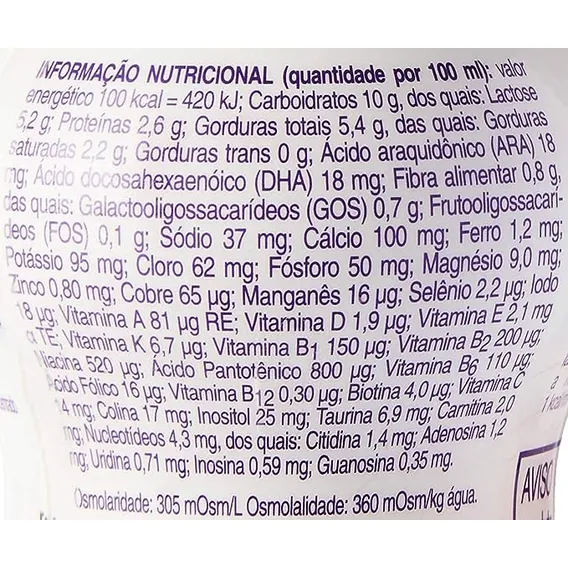 INFORMAÇÃO NUTRICIONAL (quantidade por 100 ml): valor
energético 100 kcal = 420 kJ; Carboidratos 10 g, dos quais: Lactose
5,2 g; Proteínas 2,6 g; Gorduras totais 5,4 g, das quais: Gorduras
saturadas 2,2 g; Gorduras trans 0 g; Ácido araquidônico (ARA) 18
mg; Ácido docosahexaenóico (DHA) 18 mg; Fibra alimentar 0,8 g,
das quais: Galactooligossacarídeos (GOS) 0,7 g; Frutooligossacarí-
deos (FOS) 0,1 g; Sódio 37 mg; Cálcio 100 mg; Ferro 1,2 mg;
Potássio 95 mg; Cloro 62 mg; Fósforo 50 mg; Magnésio 9,0 mg;
Zinco 0,80 mg; Cobre 65 µg; Manganês 16 µg; Selênio 2,2 µg; Iodo
18 µg; Vitamina A 81 µg RE; Vitamina D 1,9 µg; Vitamina E 2,1 mg
α TE; Vitamina K 6,7 µg; Vitamina B1 150 µg; Vitamina B2 200 µg;
Niacina 520 µg; Ácido Pantotênico 800 µg; Vitamina B6 110 µg;
Ácido Fólico 16 µg; Vitamina B12 0,30 µg; Biotina 4,0 µg; Vitamina C
14 mg; Colina 17 mg; Inositol 25 mg; Taurina 6,9 mg; Carnitina 2,0
mg; Nucleotídeos 4,3 mg, dos quais: Citidina 1,4 mg; Adenosina 1,2
mg; Uridina 0,71 mg; Inosina 0,59 mg; Guanosina 0,35 mg.
Osmolaridade: 305 mOsm/L Osmolalidade: 360 mOsm/kg água.
AVISO